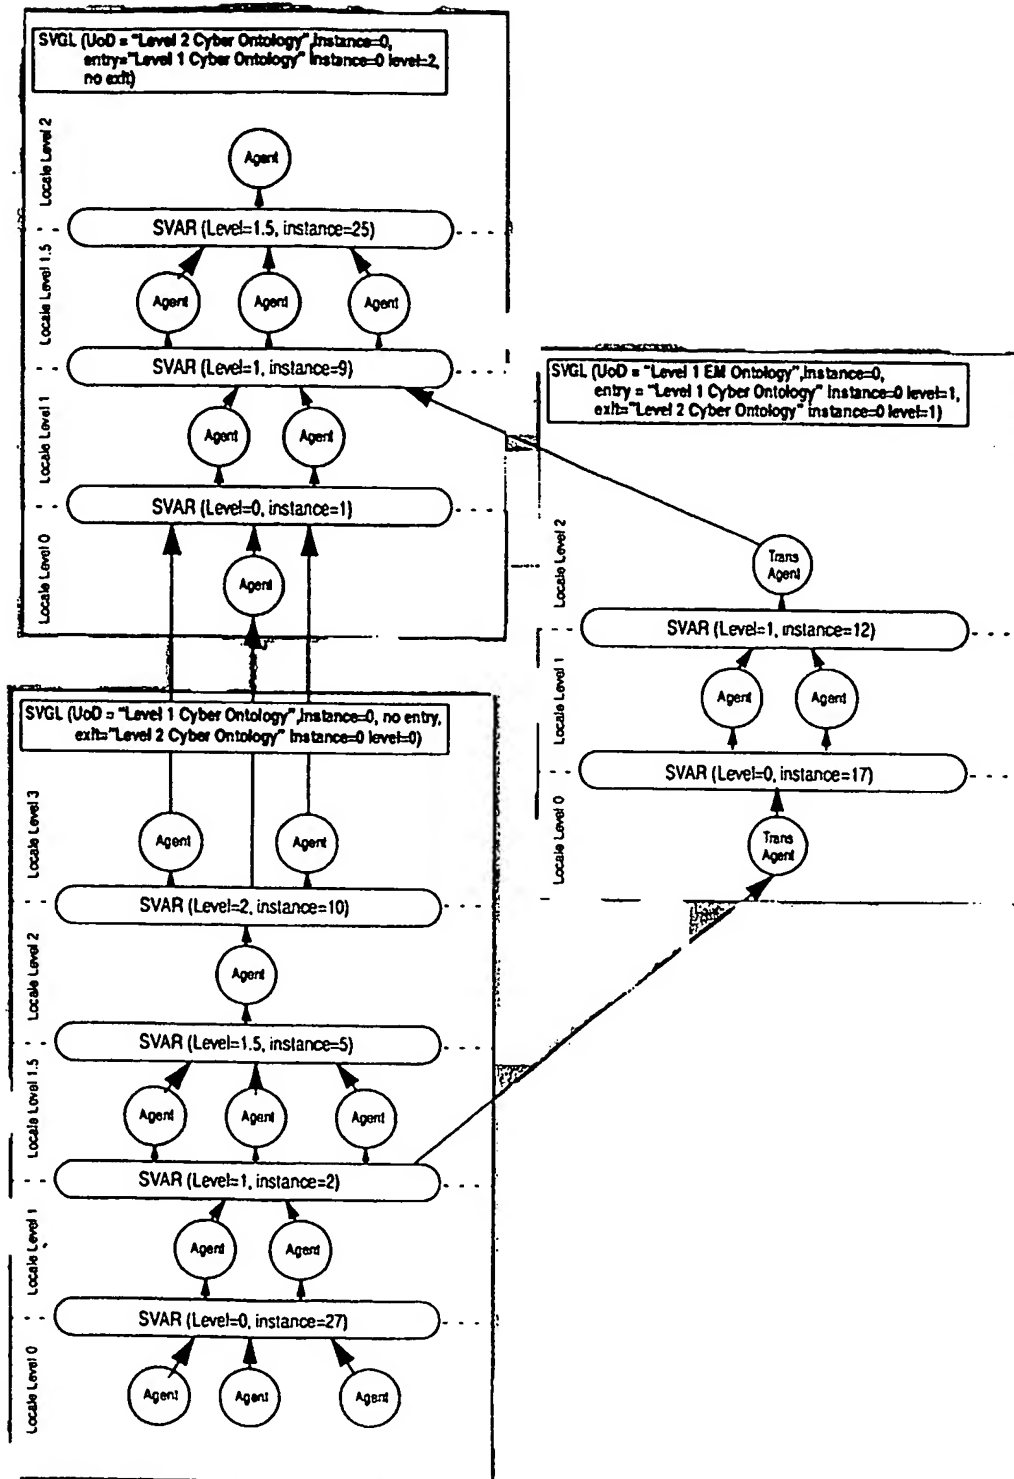 SVGL (UoD = "Level 2 Cyber Ontology",Instance=0,
entry="Level 1 Cyber Ontology" Instance=0 level=2,
no exit)
Locale Level 2
Agent
SVAR (Level=1.5, instance=25)
Locale Level 1.5
Agent
Agent
Agent
SVAR (Level=1, instance=9)
Locale Level 1
Agent
Agent
SVAR (Level=0, instance=1)
Locale Level 0
Agent
SVGL (UoD = "Level 1 EM Ontology",Instance=0,
entry = "Level 1 Cyber Ontology" Instance=0 level=1,
exit="Level 2 Cyber Ontology" instance=0 level=1)
Locale Level 2
Trans
Agent
SVAR (Level=1, instance=12)
Locale Level 1
Agent
Agent
SVAR (Level=0, instance=17)
Locale Level 0
Trans
Agent
SVGL (UoD = "Level 1 Cyber Ontology",Instance=0, no entry,
exit="Level 2 Cyber Ontology" Instance=0 level=0)
Locale Level 3
Agent
Agent
SVAR (Level=2, instance=10)
Locale Level 2
Agent
SVAR (Level=1.5, instance=5)
Locale Level 1.5
Agent
Agent
Agent
SVAR (Level=1, instance=2)
Locale Level 1
Agent
Agent
SVAR (Level=0, instance=27)
Locale Level 0
Agent
Agent
Agent